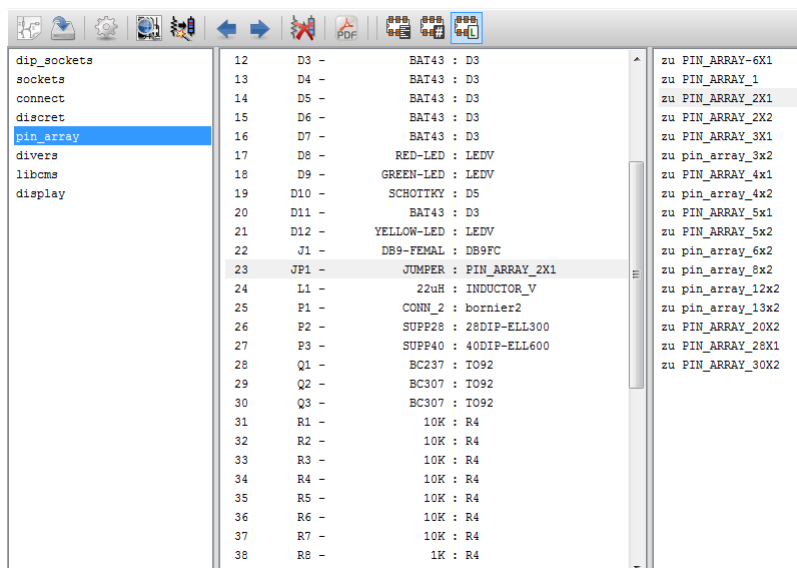 PDF
#
L
dip_sockets
sockets
connect
discret
pin_array
divers
libcms
display
12 D3 - BAT43 : D3
13 D4 - BAT43 : D3
14 D5 - BAT43 : D3
15 D6 - BAT43 : D3
16 D7 - BAT43 : D3
17 D8 - RED-LED : LEDV
18 D9 - GREEN-LED : LEDV
19 D10 - SCHOTTKY : D5
20 D11 - BAT43 : D3
21 D12 - YELLOW-LED : LEDV
22 J1 - DB9-FEMAL : DB9FC
23 JP1 - JUMPER : PIN_ARRAY_2X1
24 L1 - 22uH : INDUCTOR_V
25 P1 - CONN_2 : bornier2
26 P2 - SUPP28 : 28DIP-ELL300
27 P3 - SUPP40 : 40DIP-ELL600
28 Q1 - BC237 : TO92
29 Q2 - BC307 : TO92
30 Q3 - BC307 : TO92
31 R1 - 10K : R4
32 R2 - 10K : R4
33 R3 - 10K : R4
34 R4 - 10K : R4
35 R5 - 10K : R4
36 R6 - 10K : R4
37 R7 - 10K : R4
38 R8 - 1K : R4
zu PIN_ARRAY-6X1
zu PIN_ARRAY_1
zu PIN_ARRAY_2X1
zu PIN_ARRAY_2X2
zu PIN_ARRAY_3X1
zu pin_array_3x2
zu PIN_ARRAY_4x1
zu pin_array_4x2
zu PIN_ARRAY_5x1
zu PIN_ARRAY_5x2
zu pin_array_6x2
zu pin_array_8x2
zu pin_array_12x2
zu pin_array_13x2
zu PIN_ARRAY_20X2
zu PIN_ARRAY_28X1
zu PIN_ARRAY_30X2